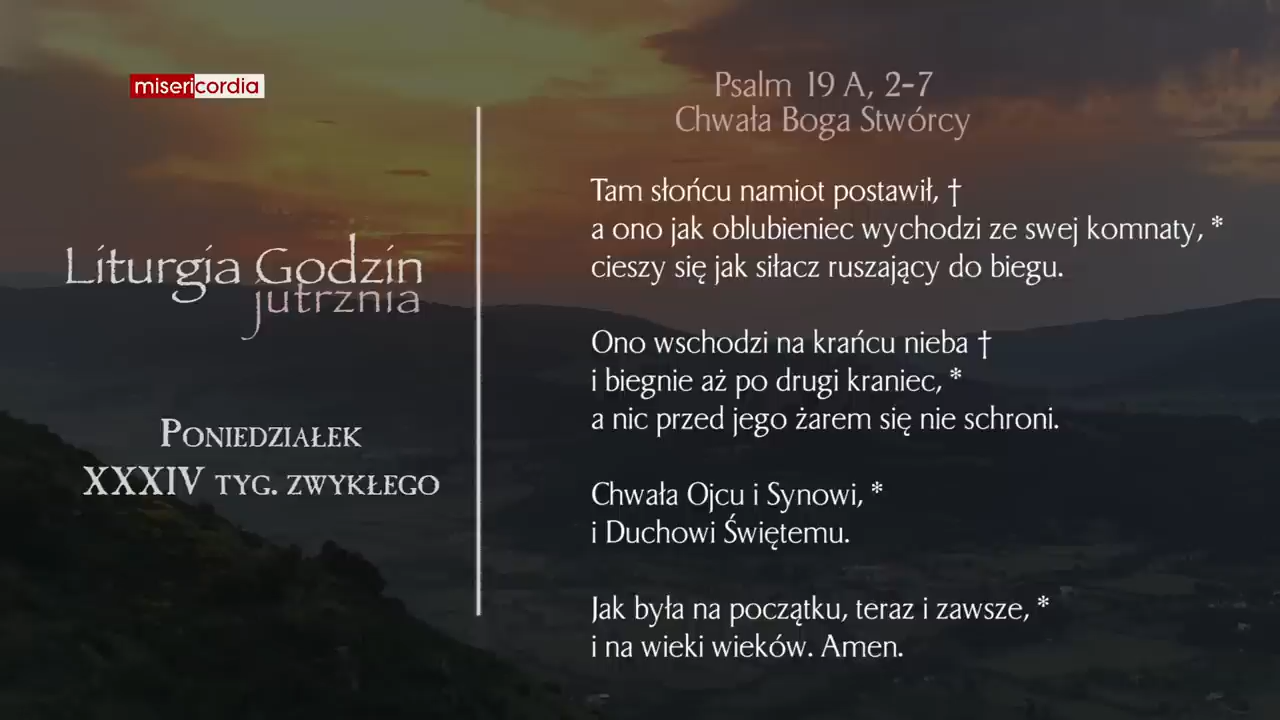 misericordia
Liturgia Godzin
jutrznia
Poniedziałek
XXXIV tyg. zwykłego
Psalm 19 A, 2-7
Chwała Boga Stwórcy
Tam słońcu namiot postawił, †
a ono jak oblubieniec wychodzi ze swej komnaty, *
cieszy się jak siłacz ruszający do biegu.
Ono wschodzi na krańcu nieba †
i biegnie aż po drugi kraniec, *
a nic przed jego żarem się nie schroni.
Chwała Ojcu i Synowi, *
i Duchowi Świętemu.
Jak była na początku, teraz i zawsze, *
i na wieki wieków. Amen.